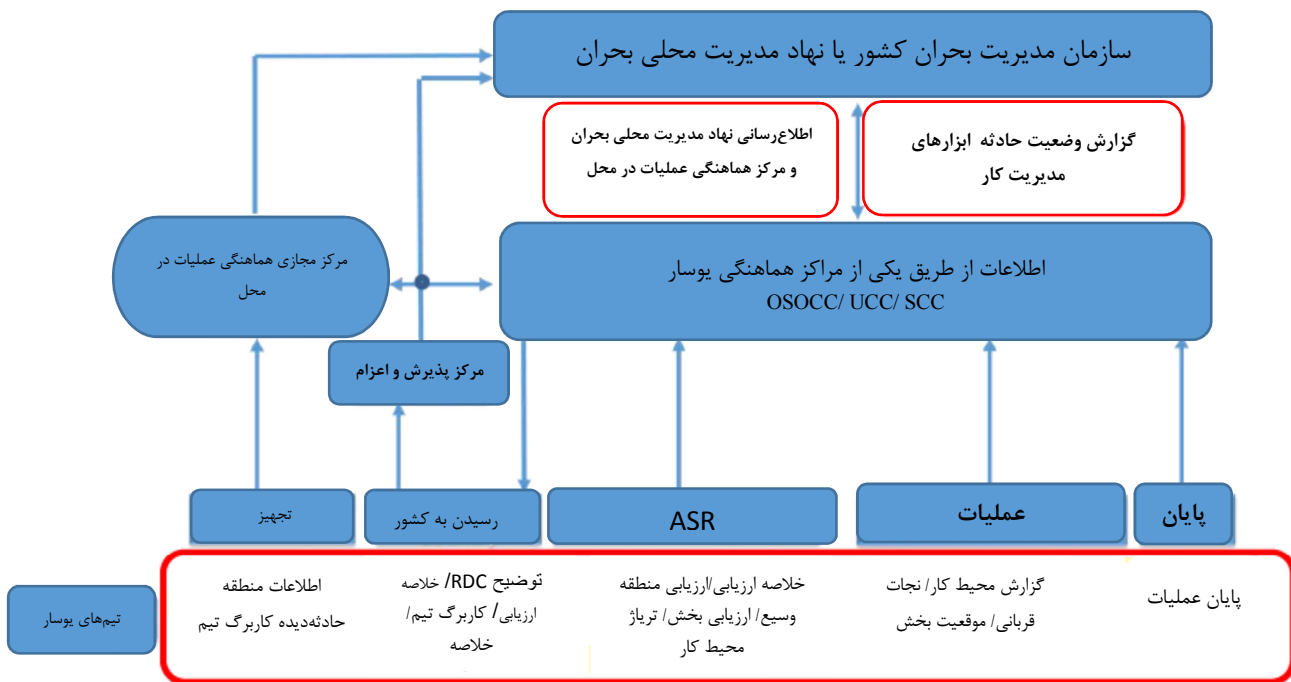 سازمان مدیریت بحران کشور یا نهاد مدیریت محلی بحران
گزارش وضعیت حادثه ابزارهای
مدیریت کار
اطلاع‌رسانی نهاد مدیریت محلی بحران
و مرکز هماهنگی عملیات در محل
اطلاعات از طریق یکی از مراکز هماهنگی یوسار
OSOCC/ UCC/ SCC
مرکز مجازی هماهنگی عملیات در
محل
مرکز پذیرش و اعزام
پایان
عملیات
ASR
رسیدن به کشور
تجهیز
پایان عملیات
گزارش محیط کار/ نجات
قربانی/ موقعیت بخش
خلاصه ارزیابی/ارزیابی منطقه
وسیع/ ارزیابی بخش/ تریاژ
محیط کار
توضیح RDC/ خلاصه
ارزیابی/ کاربرگ تیم/
خلاصه
اطلاعات منطقه
حادثه‌دیده کاربرگ تیم
تیم‌های یوسار